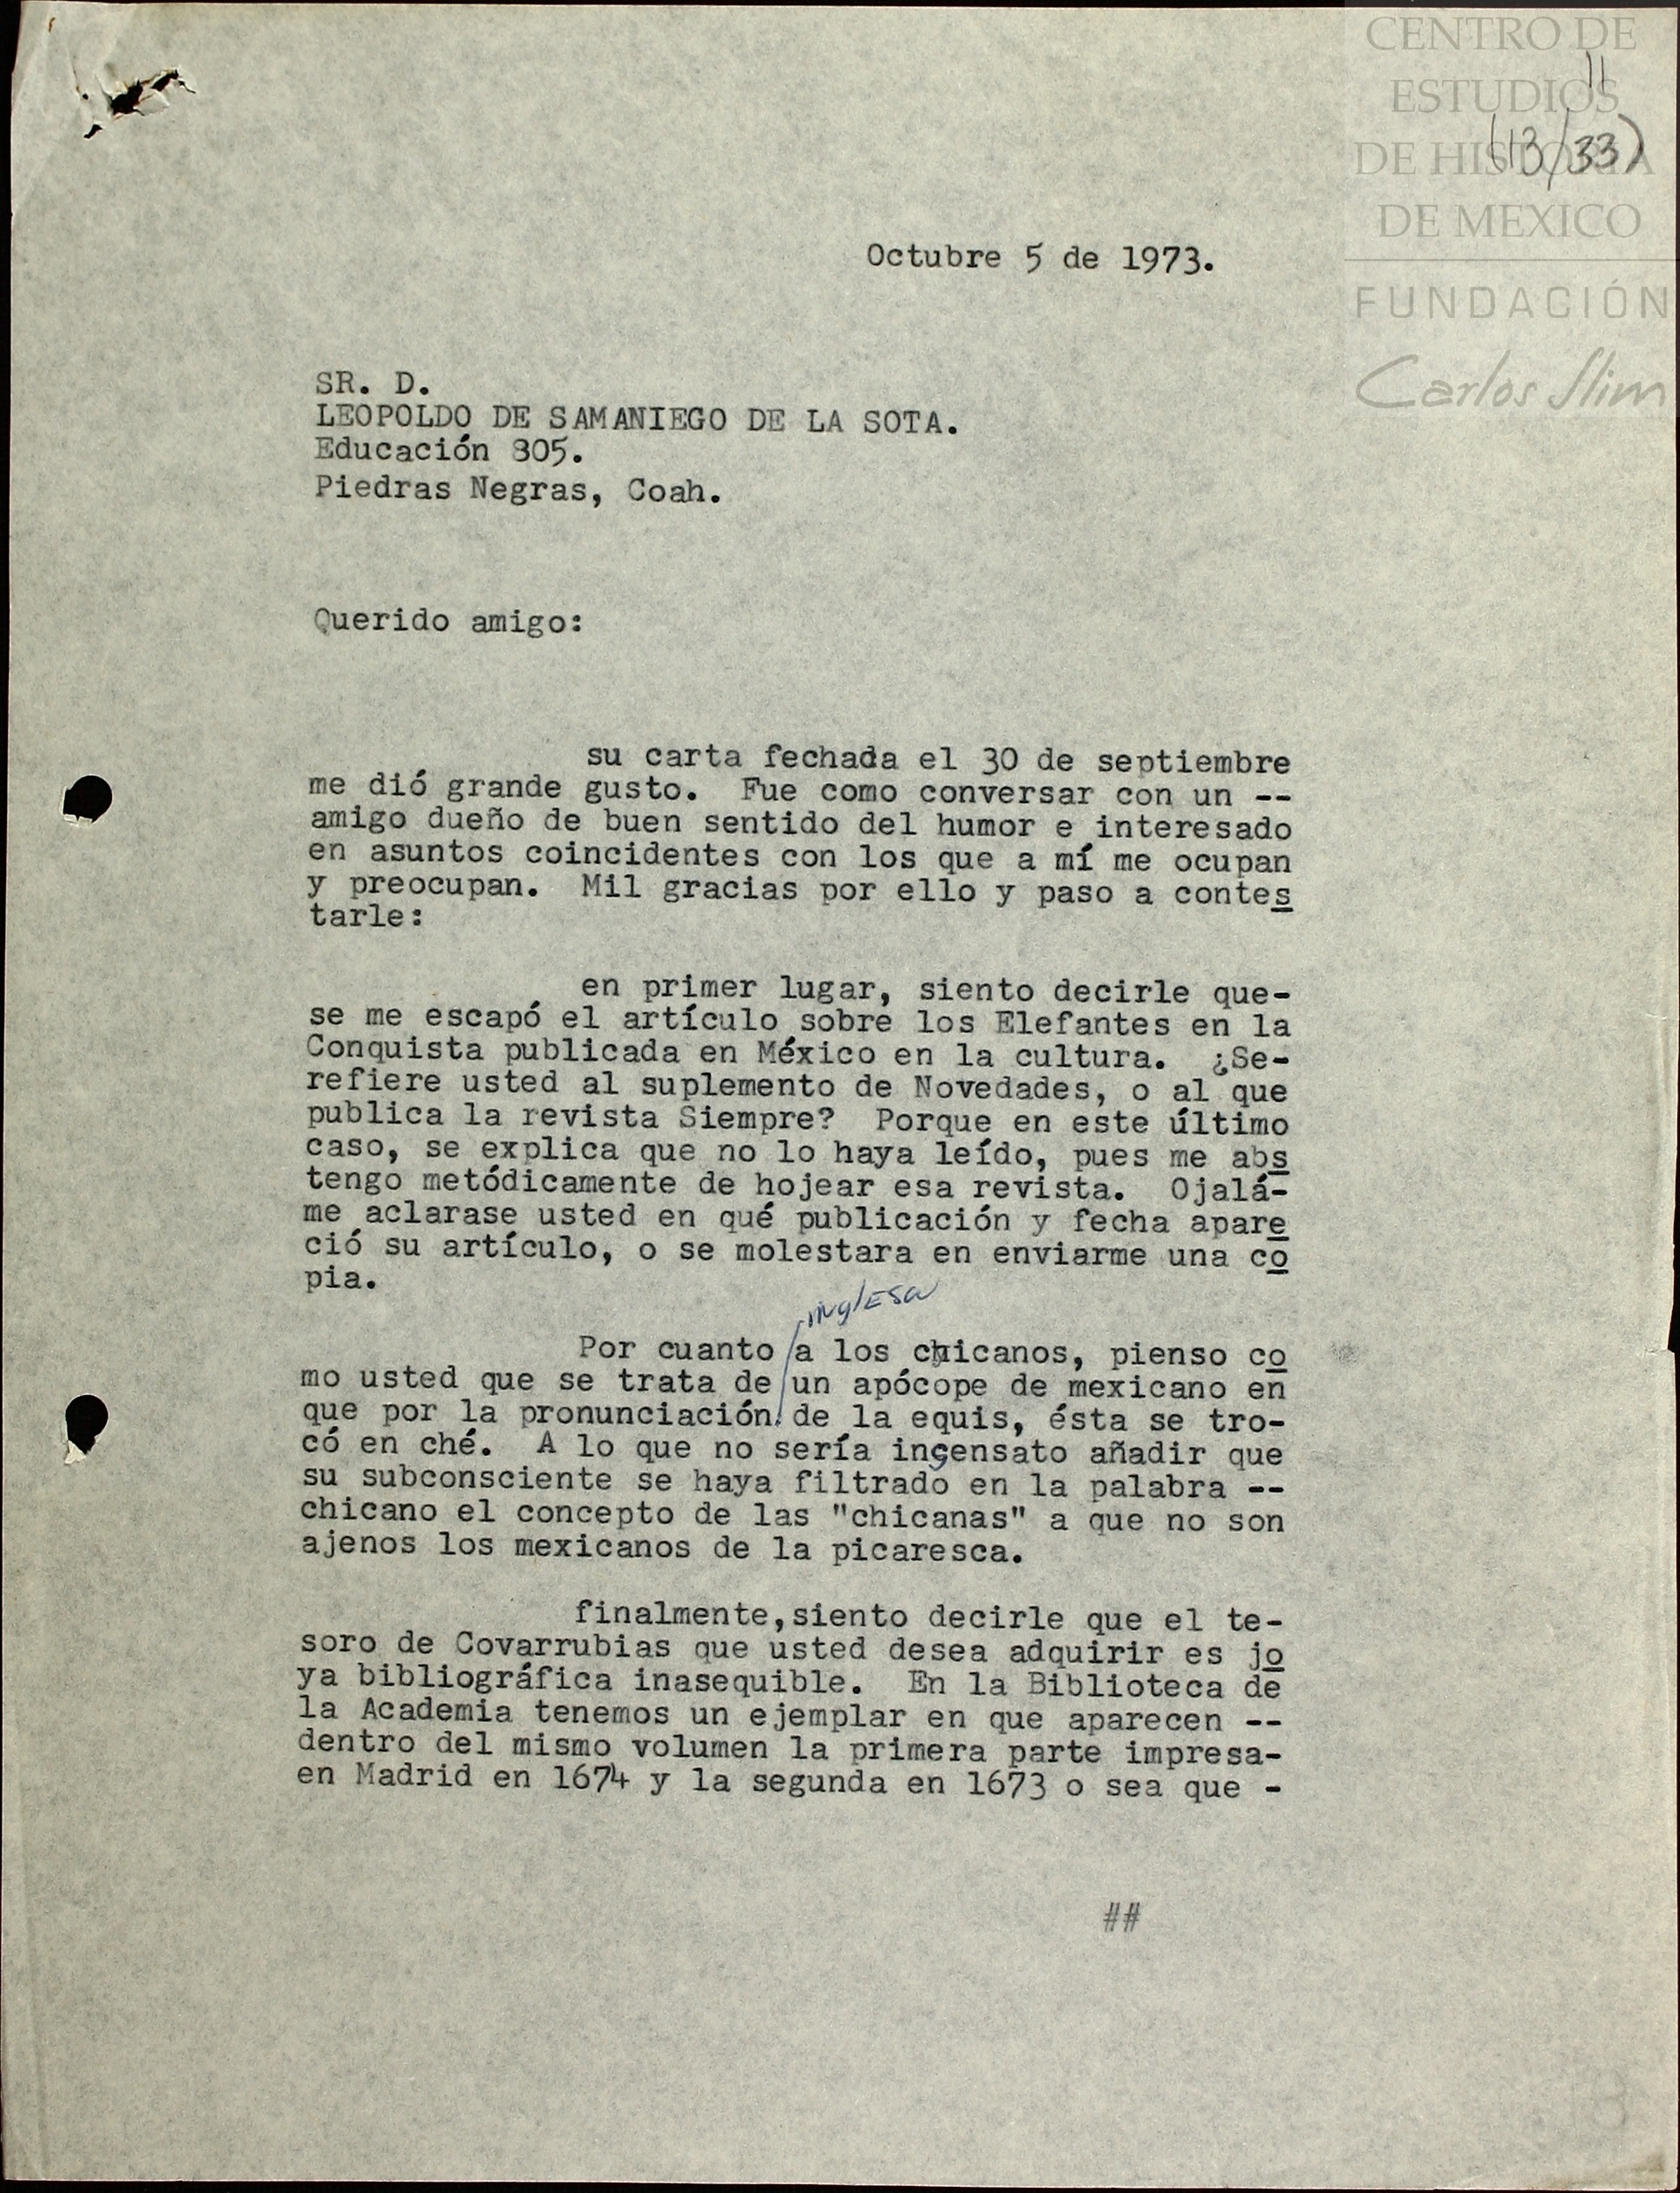 CENTRO DE
ESTUDIOS
DE HISTORIA
DE MEXICO
FUNDACIÓN
Carlos Slim
11
(13/33)
Octubre 5 de 1973.
SR. D.
LEOPOLDO DE SAMANIEGO DE LA SOTA.
Educación 805.
Piedras Negras, Coah.
Querido amigo:
su carta fechada el 30 de septiembre
me dió grande gusto. Fue como conversar con un --
amigo dueño de buen sentido del humor e interesado
en asuntos coincidentes con los que a mí me ocupan
y preocupan. Mil gracias por ello y paso a contes
tarle:
en primer lugar, siento decirle que-
se me escapó el artículo sobre los Elefantes en la
Conquista publicada en México en la cultura. ¿Se-
refiere usted al suplemento de Novedades, o al que
publica la revista Siempre? Porque en este último
caso, se explica que no lo haya leído, pues me abs
tengo metódicamente de hojear esa revista. Ojalá-
me aclarase usted en qué publicación y fecha apare
ció su artículo, o se molestara en enviarme una co
pia.
inglesa
Por cuanto a los chicanos, pienso co
mo usted que se trata de un apócope de mexicano en
que por la pronunciación de la equis, ésta se tro-
có en ché. A lo que no sería insensato añadir que
su subconsciente se haya filtrado en la palabra --
chicano el concepto de las "chicanas" a que no son
ajenos los mexicanos de la picaresca.
finalmente,siento decirle que el te-
soro de Covarrubias que usted desea adquirir es jo
ya bibliográfica inasequible. En la Biblioteca de
la Academia tenemos un ejemplar en que aparecen --
dentro del mismo volumen la primera parte impresa-
en Madrid en 1674 y la segunda en 1673 o sea que -
##